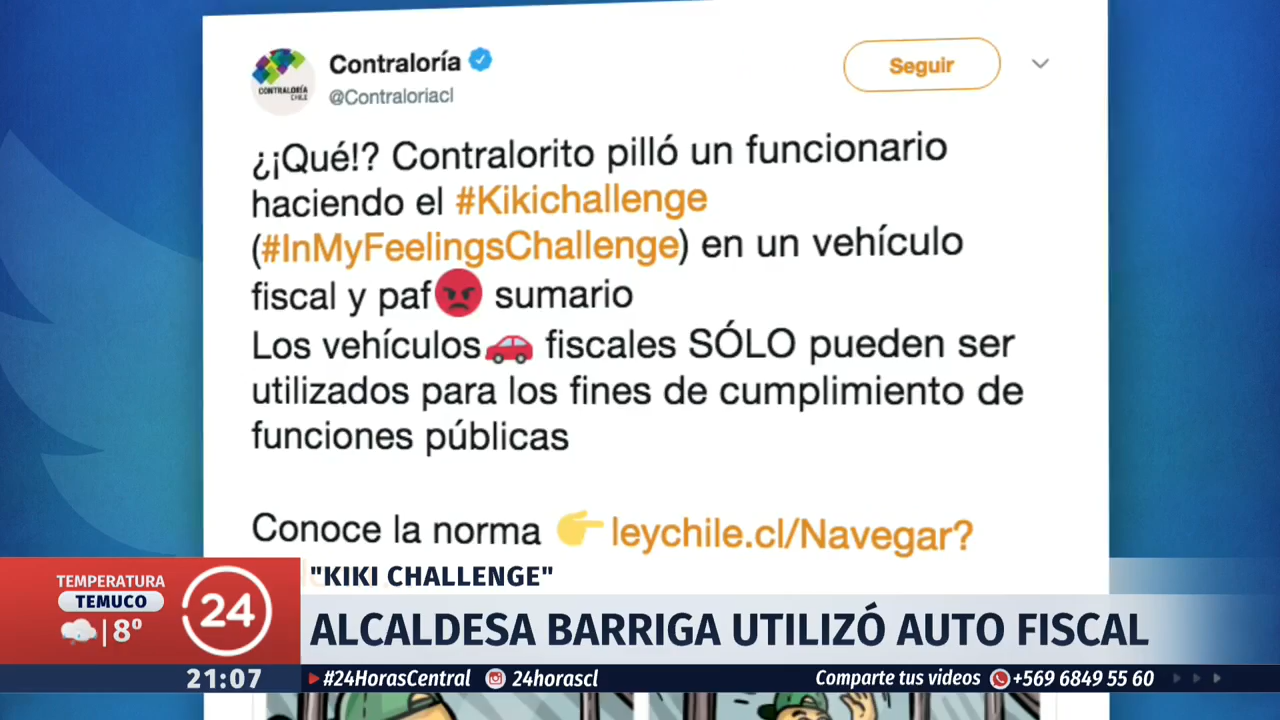 Contraloría
CONTRALORÍA
CHILE
@Contraloriacl
Seguir
¿¡Qué!? Contralorito pilló un funcionario
haciendo el #Kikichallenge
(#InMyFeelingsChallenge) en un vehículo
fiscal y paf😡 sumario
Los vehículos🚗 fiscales SÓLO pueden ser
utilizados para los fines de cumplimiento de
funciones públicas
Conoce la norma 👉 leychile.cl/Navegar?
TEMPERATURA
TEMUCO
8º
24
"KIKI CHALLENGE"
ALCALDESA BARRIGA UTILIZÓ AUTO FISCAL
21:07
#24HorasCentral
24horascl
Comparte tus videos
+569 6849 55 60